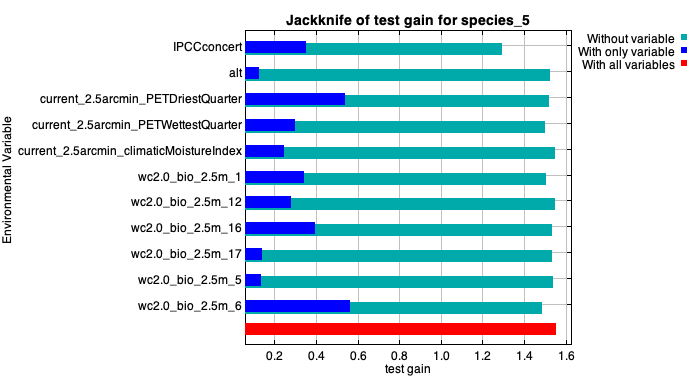 Jackknife of test gain for species_5
Without variable
With only variable
With all variables
Environmental Variable
IPCCconcert
alt
current_2.5arcmin_PETDriestQuarter
current_2.5arcmin_PETWettestQuarter
current_2.5arcmin_climaticMoistureIndex
wc2.0_bio_2.5m_1
wc2.0_bio_2.5m_12
wc2.0_bio_2.5m_16
wc2.0_bio_2.5m_17
wc2.0_bio_2.5m_5
wc2.0_bio_2.5m_6
0.2 0.4 0.6 0.8 1.0 1.2 1.4 1.6
test gain